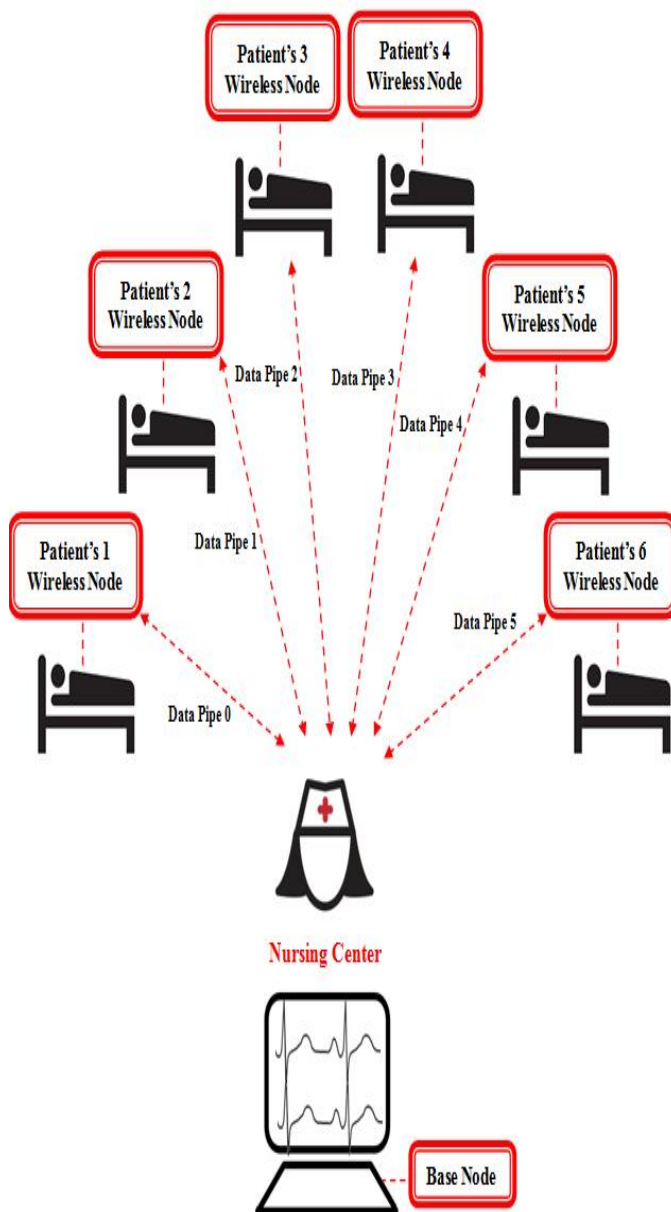 Patient's 3
Wireless Node
Patient's 4
Wireless Node
Patient's 2
Wireless Node
Patient's 5
Wireless Node
Data Pipe 2
Data Pipe 3
Data Pipe 4
Data Pipe 1
Patient's 1
Wireless Node
Patient's 6
Wireless Node
Data Pipe 5
Data Pipe 0
Nursing Center
Base Node